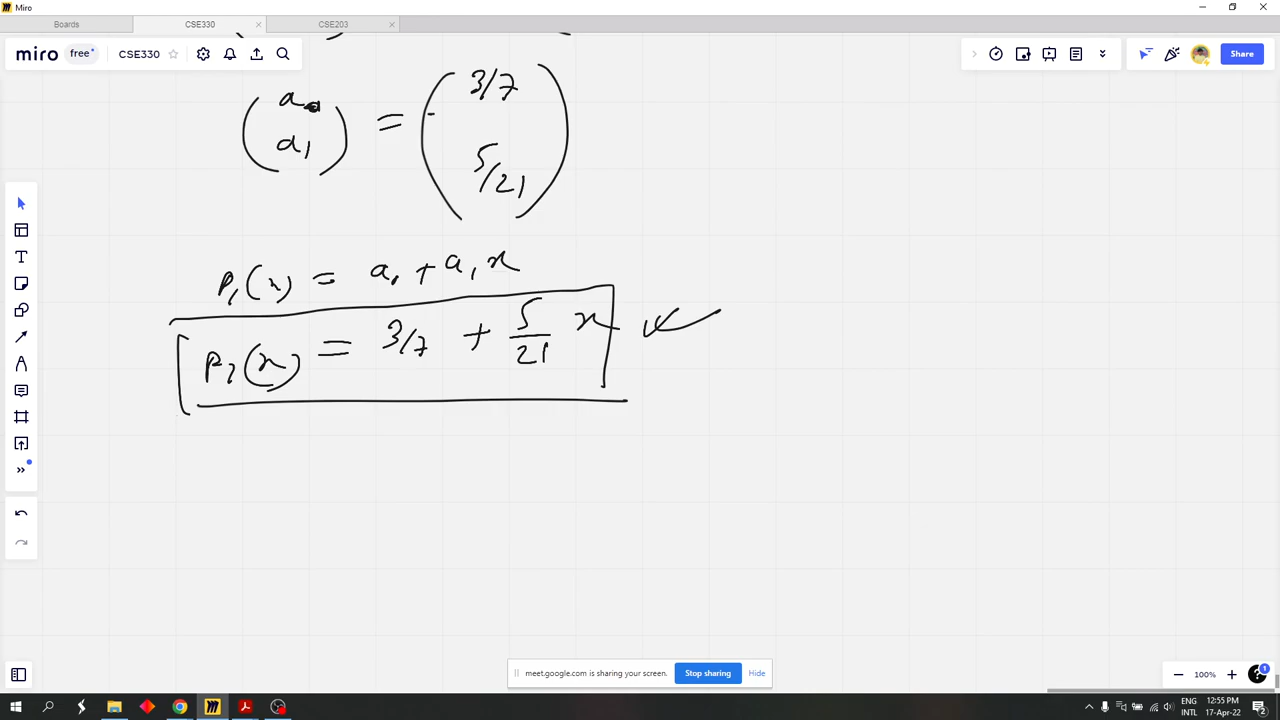 Miro
Boards
CSE330
CSE203
miro free
CSE330
Share
(a₀
a₁) = (3/7
5/21)
P₁(x) = a₀ + a₁x
P₁(x) = 3/7 + 5/21 x
meet.google.com is sharing your screen. Stop sharing Hide
100%
1
ENG 12:55 PM
INTL 17-Apr-22
2